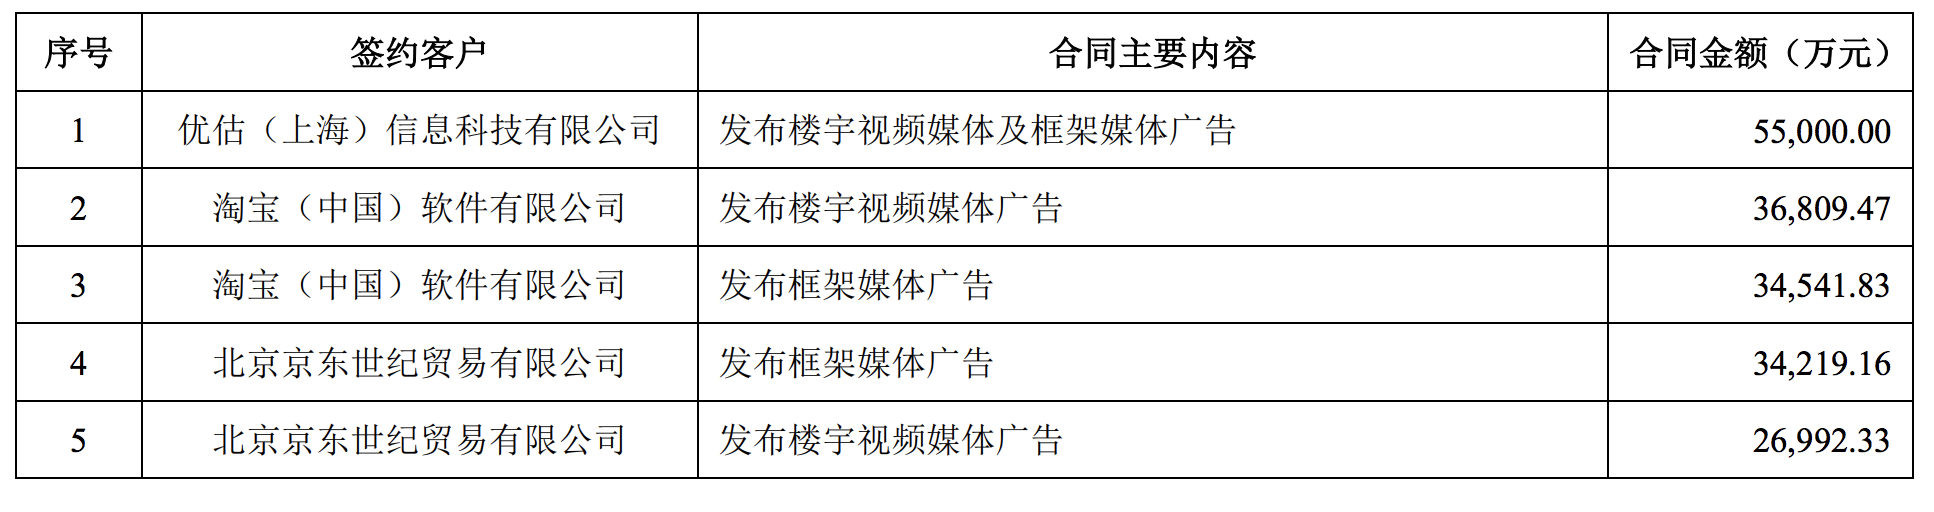 序号 签约客户 合同主要内容 合同金额（万元）
1 优估（上海）信息科技有限公司 发布楼宇视频媒体及框架媒体广告 55,000.00
2 淘宝（中国）软件有限公司 发布楼宇视频媒体广告 36,809.47
3 淘宝（中国）软件有限公司 发布框架媒体广告 34,541.83
4 北京京东世纪贸易有限公司 发布框架媒体广告 34,219.16
5 北京京东世纪贸易有限公司 发布楼宇视频媒体广告 26,992.33